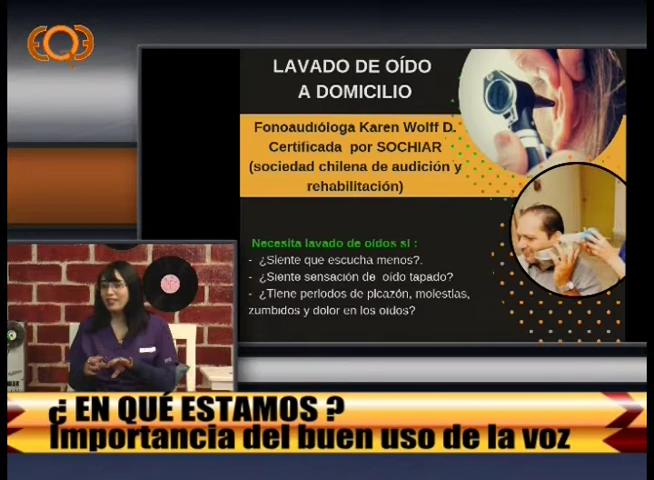 EQE
LAVADO DE OÍDO
A DOMICILIO
Fonoaudióloga Karen Wolff D.
Certificada por SOCHIAR
(sociedad chilena de audición y
rehabilitación)
Necesita lavado de oídos si :
- ¿Siente que escucha menos?.
- ¿Siente sensación de oído tapado?
- ¿Tiene periodos de picazón, molestias,
zumbidos y dolor en los oídos?
¿ EN QUÉ ESTAMOS ?
Importancia del buen uso de la voz